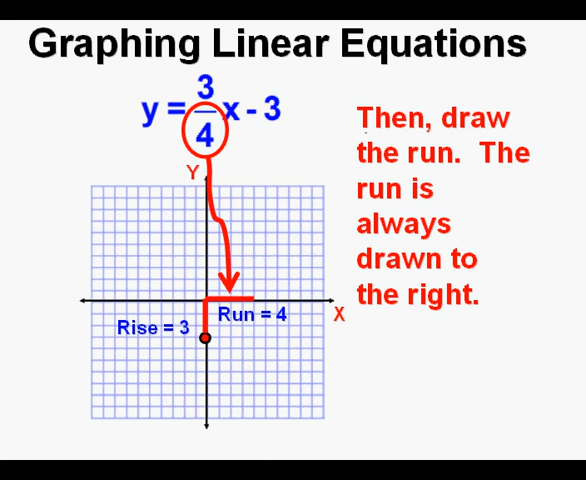 Graphing Linear Equations
y = 3/4 x - 3
Then, draw
the run. The
run is
always
drawn to
the right.
Y
X
Run = 4
Rise = 3